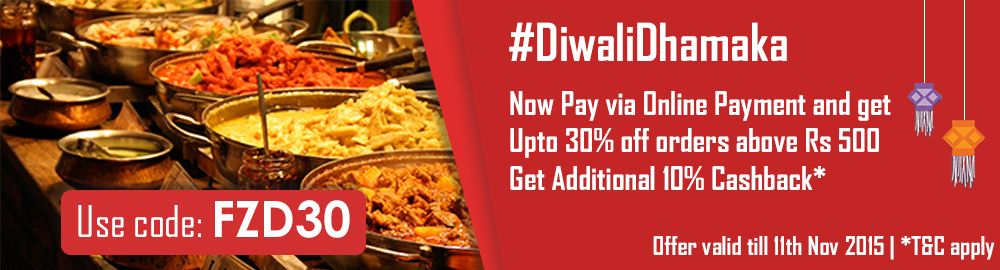 #DiwaliDhamaka
Now Pay via Online Payment and get
Upto 30% off orders above Rs 500
Get Additional 10% Cashback*
Use code: FZD30
Offer valid till 11th Nov 2015 | *T&C apply